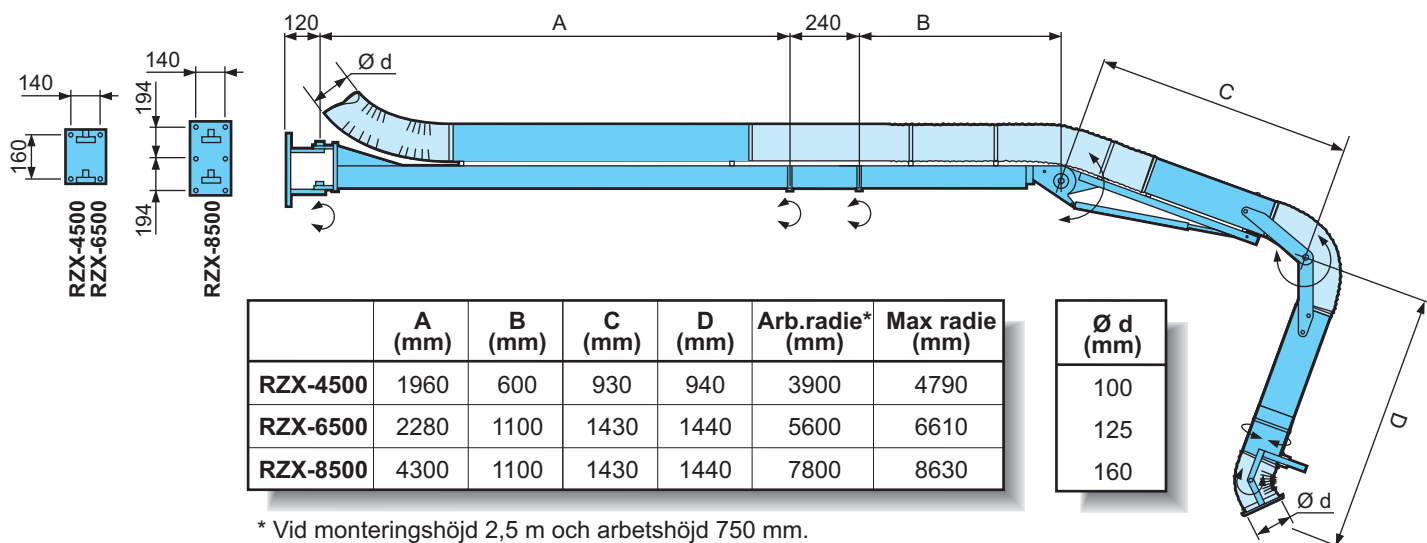 120
A
240
B
C
D
Ø d
140
160
RZX-4500
RZX-6500
140
194
194
RZX-8500
A (mm) B (mm) C (mm) D (mm) Arb.radie* (mm) Max radie (mm)
RZX-4500 1960 600 930 940 3900 4790
RZX-6500 2280 1100 1430 1440 5600 6610
RZX-8500 4300 1100 1430 1440 7800 8630
Ø d
(mm)
100
125
160
Ø d
* Vid monteringshöjd 2,5 m och arbetshöjd 750 mm.